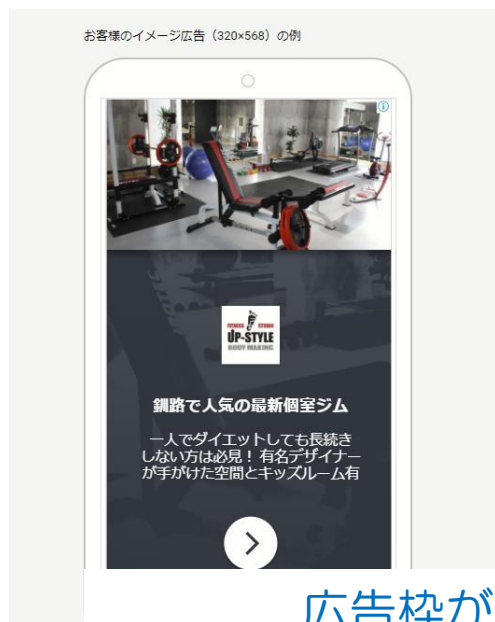 お客様のイメージ広告（320×568）の例
FITNESS STUDIO
UP-STYLE
BODY MAKING
釧路で人気の最新個室ジム
一人でダイエットしても長続き
しない方は必見！有名デザイナー
が手がけた空間とキッズルーム有
広告枠が